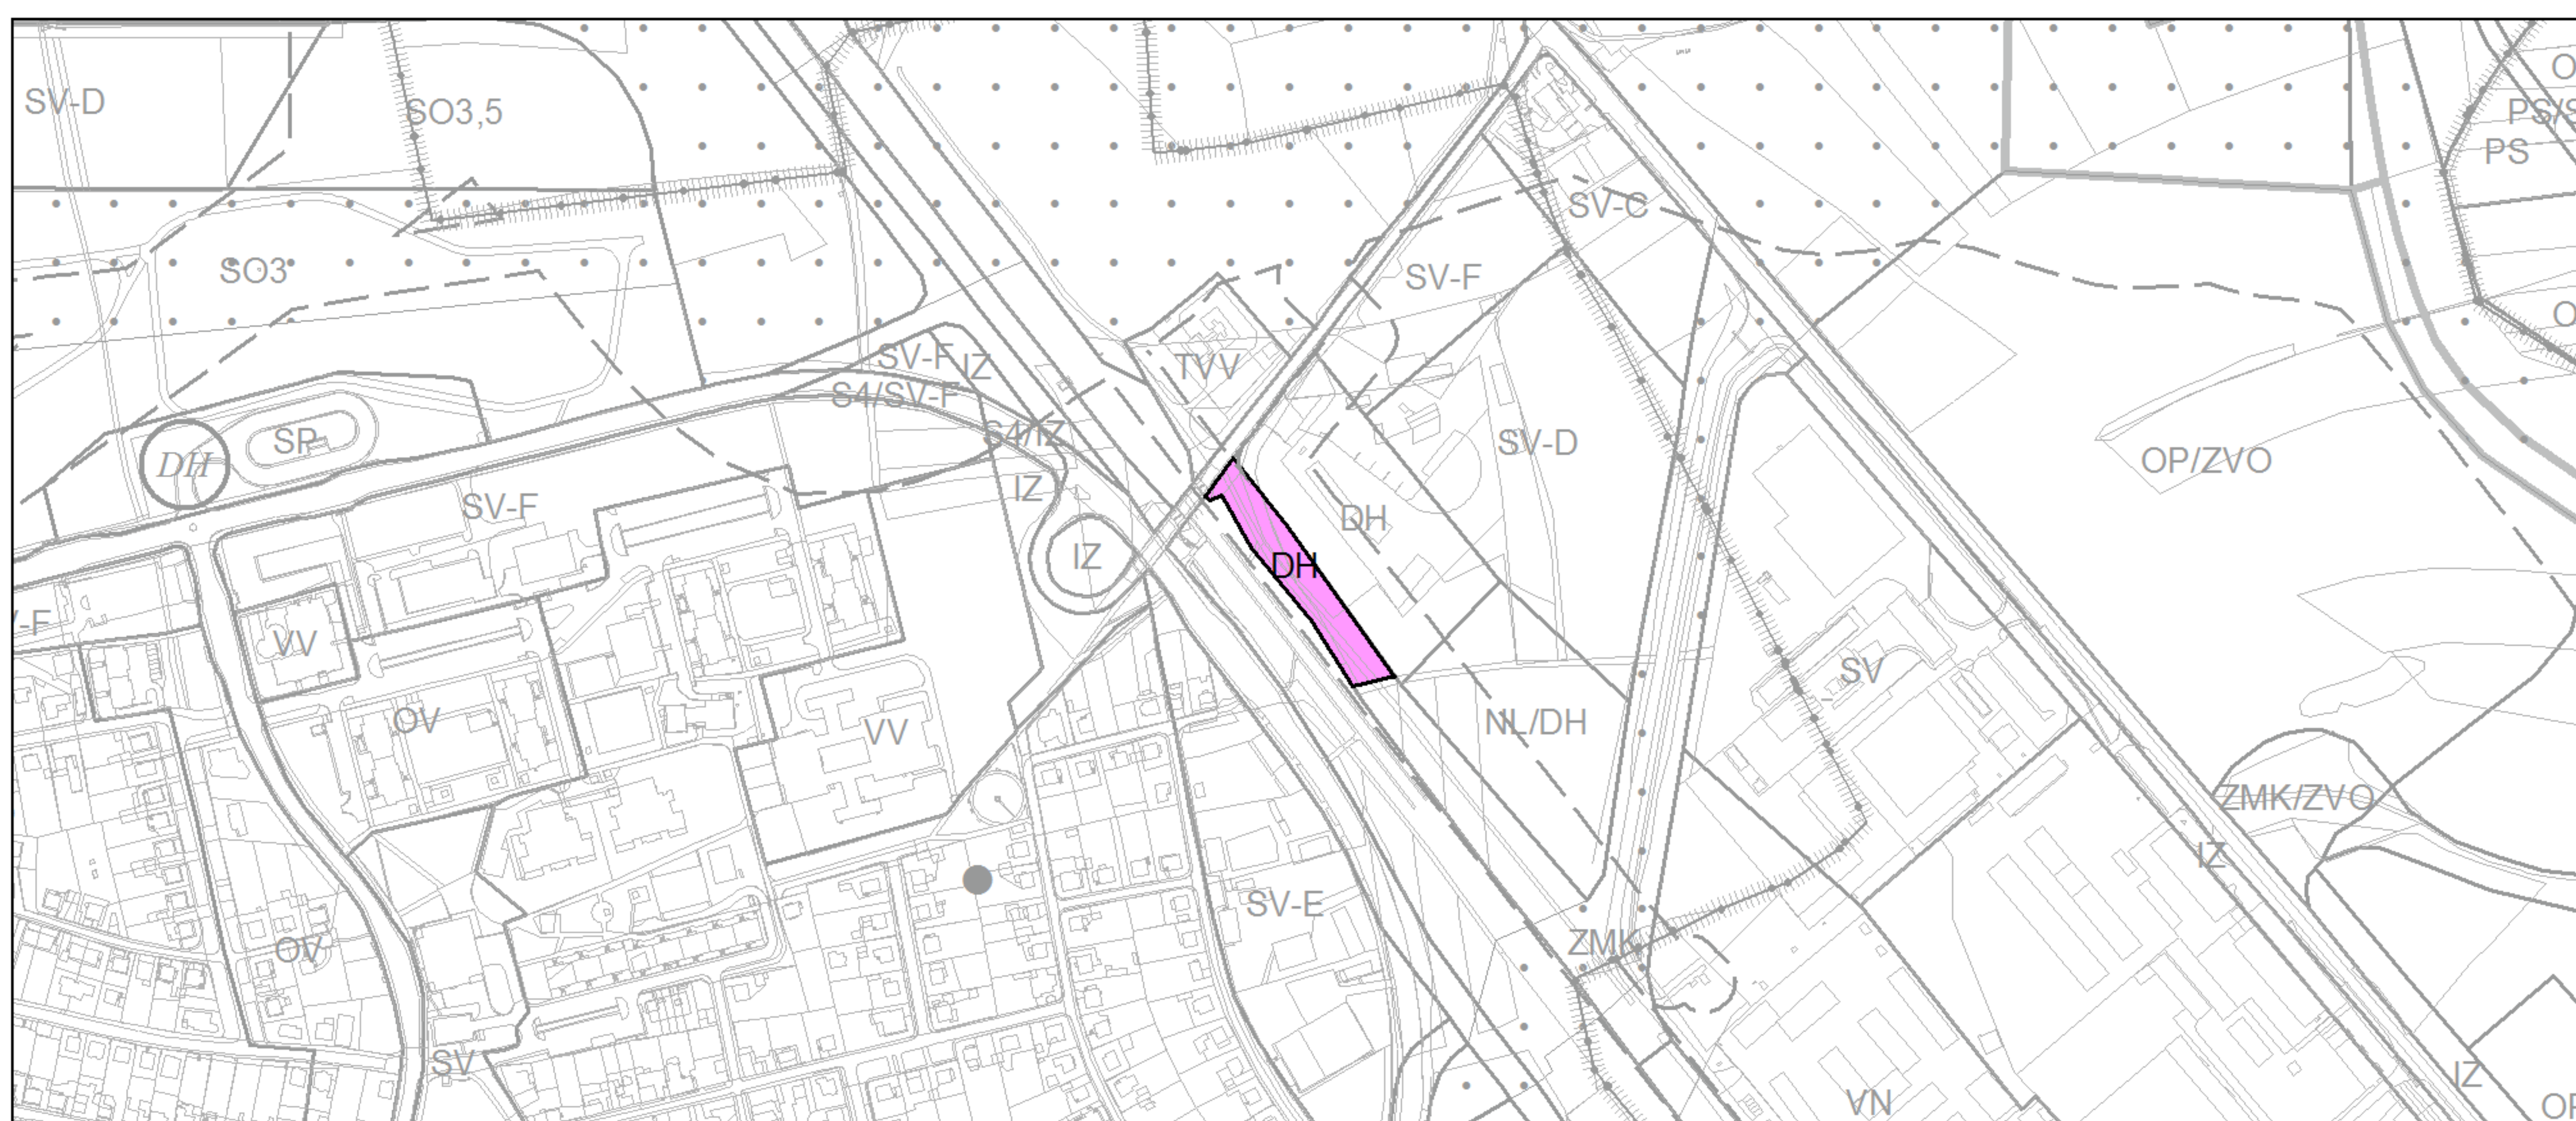 SV-D
SO3,5
PS
SV-C
SO3
SV-F
SV-F
IZ
TVV
S4/SV-F
S4/IZ
SP
DH
SV-D
OP/ZVO
IZ
SV-F
DH
IZ
DH
VV
SV
OV
VV
NL/DH
ZMK/ZVO
IZ
SV-E
OV
ZMK
SV
IZ
VN